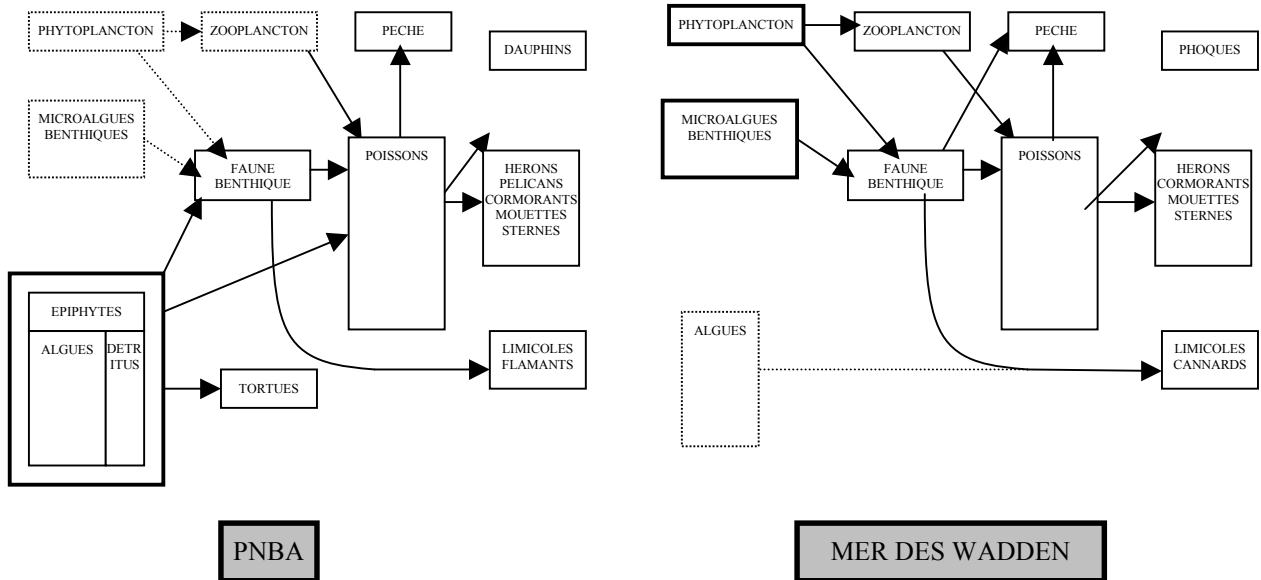 PHYTOPLANCTON
ZOOPLANCTON
PECHE
DAUPHINS
MICROALGUES
BENTHIQUES
FAUNE
BENTHIQUE
POISSONS
HERONS
PELICANS
CORMORANTS
MOUETTES
STERNES
EPIPHYTES
ALGUES
DETR
ITUS
TORTUES
LIMICOLES
FLAMANTS
PNBA
PHYTOPLANCTON
ZOOPLANCTON
PECHE
PHOQUES
MICROALGUES
BENTHIQUES
FAUNE
BENTHIQUE
POISSONS
HERONS
CORMORANTS
MOUETTES
STERNES
ALGUES
LIMICOLES
CANNARDS
MER DES WADDEN